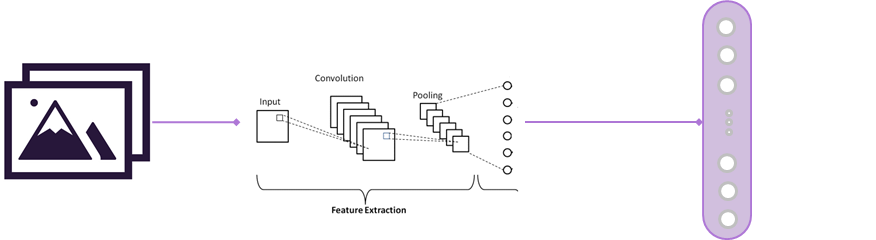 Convolution
Pooling
Input
Feature Extraction